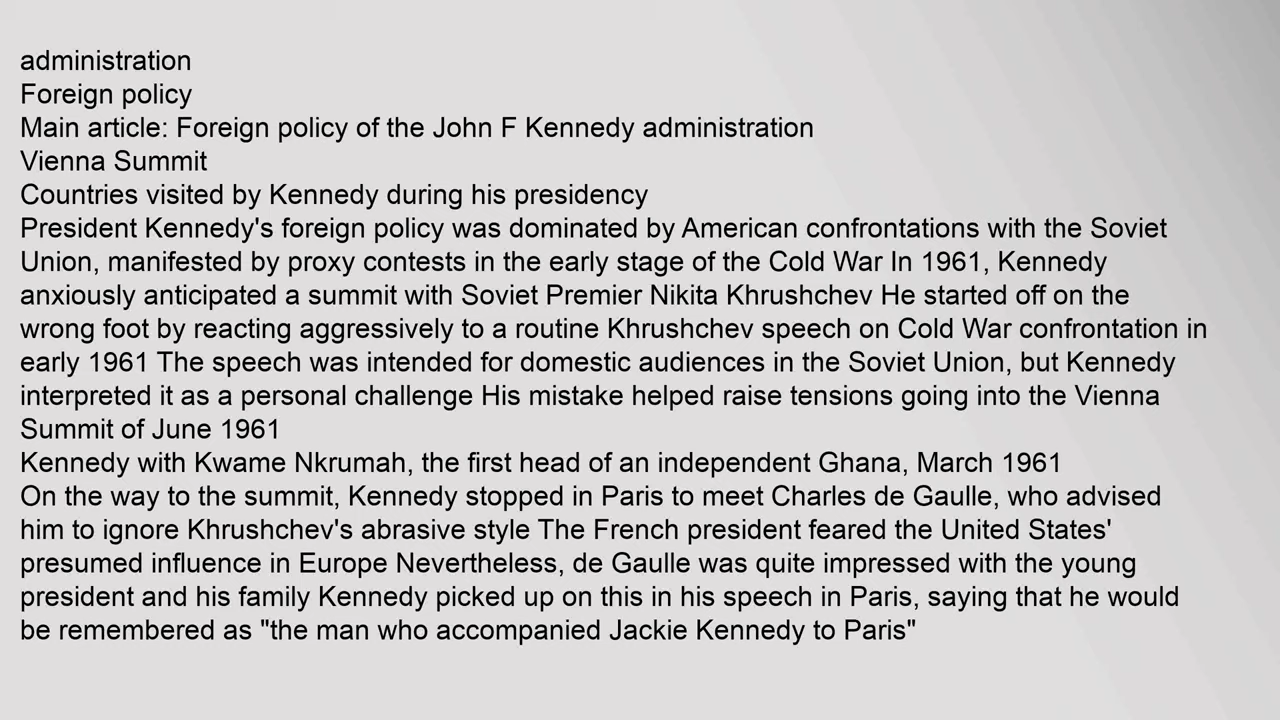 administration
Foreign policy
Main article: Foreign policy of the John F Kennedy administration
Vienna Summit
Countries visited by Kennedy during his presidency
President Kennedy's foreign policy was dominated by American confrontations with the Soviet
Union, manifested by proxy contests in the early stage of the Cold War In 1961, Kennedy
anxiously anticipated a summit with Soviet Premier Nikita Khrushchev He started off on the
wrong foot by reacting aggressively to a routine Khrushchev speech on Cold War confrontation in
early 1961 The speech was intended for domestic audiences in the Soviet Union, but Kennedy
interpreted it as a personal challenge His mistake helped raise tensions going into the Vienna
Summit of June 1961
Kennedy with Kwame Nkrumah, the first head of an independent Ghana, March 1961
On the way to the summit, Kennedy stopped in Paris to meet Charles de Gaulle, who advised
him to ignore Khrushchev's abrasive style The French president feared the United States'
presumed influence in Europe Nevertheless, de Gaulle was quite impressed with the young
president and his family Kennedy picked up on this in his speech in Paris, saying that he would
be remembered as "the man who accompanied Jackie Kennedy to Paris"